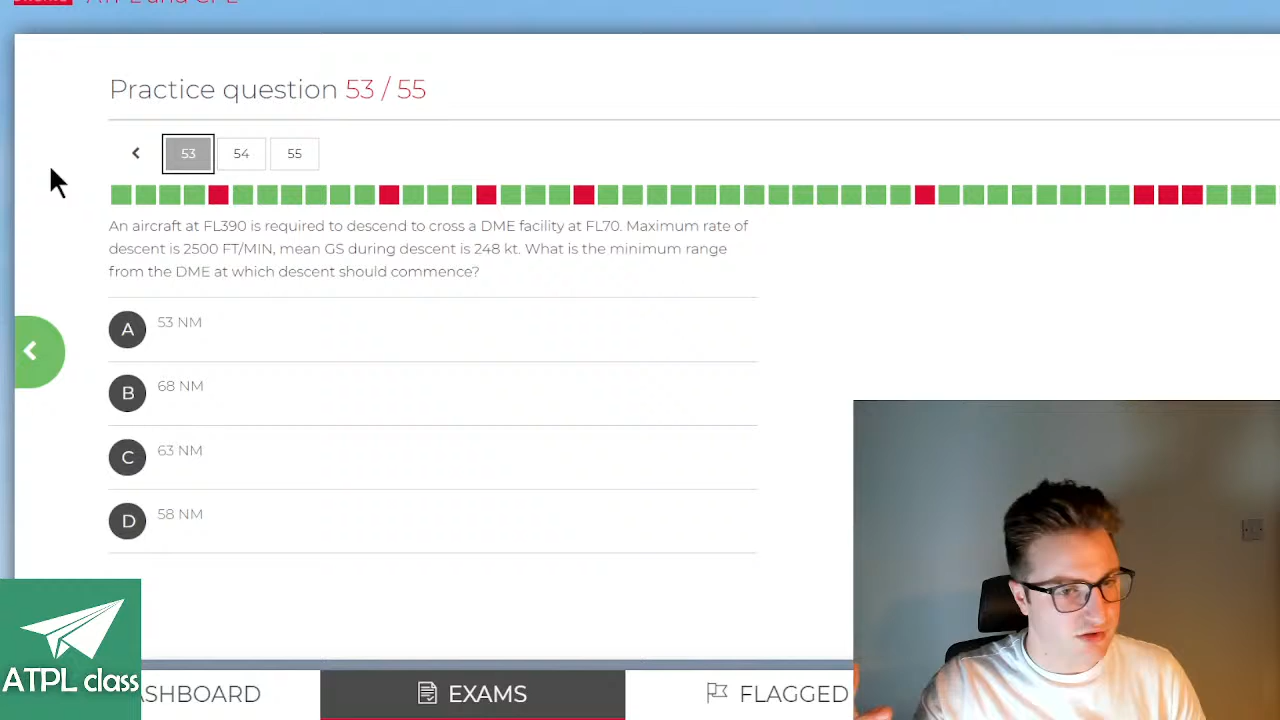 ATPL and CPL
Practice question 53 / 55
53 54 55
An aircraft at FL390 is required to descend to cross a DME facility at FL70. Maximum rate of
descent is 2500 FT/MIN, mean GS during descent is 248 kt. What is the minimum range
from the DME at which descent should commence?
A 53 NM
B 68 NM
C 63 NM
D 58 NM
ATPL class
ASHBOARD EXAMS FLAGGED